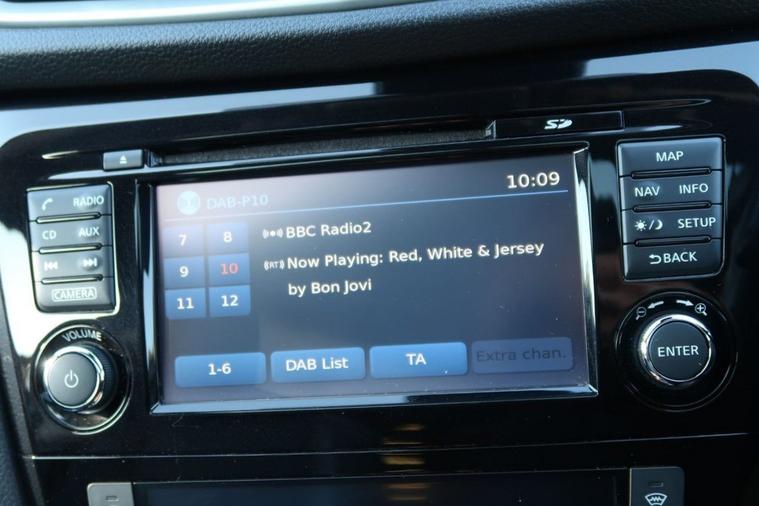 SD
MAP
RADIO
DAB-P10
10:09
NAV INFO
CD AUX
7 8
BBC Radio2
SETUP
9 10
(RT) Now Playing: Red, White & Jersey
BACK
CAMERA
11 12
by Bon Jovi
VOLUME
1-6
DAB List
TA
Extra chan.
ENTER